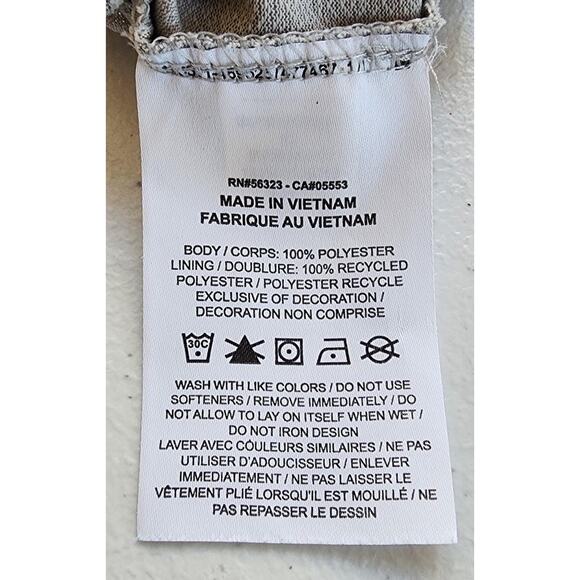 RN#56323 - CA#05553
MADE IN VIETNAM
FABRIQUE AU VIETNAM
BODY / CORPS: 100% POLYESTER
LINING / DOUBLURE: 100% RECYCLED
POLYESTER / POLYESTER RECYCLE
EXCLUSIVE OF DECORATION /
DECORATION NON COMPRISE
30C
WASH WITH LIKE COLORS / DO NOT USE
SOFTENERS / REMOVE IMMEDIATELY / DO
NOT ALLOW TO LAY ON ITSELF WHEN WET /
DO NOT IRON DESIGN
LAVER AVEC COULEURS SIMILAIRES / NE PAS
UTILISER D'ADOUCISSEUR / ENLEVER
IMMEDIATEMENT / NE PAS LAISSER LE
VÊTEMENT PLIÉ LORSQU'IL EST MOUILLÉ / NE
PAS REPASSER LE DESSIN